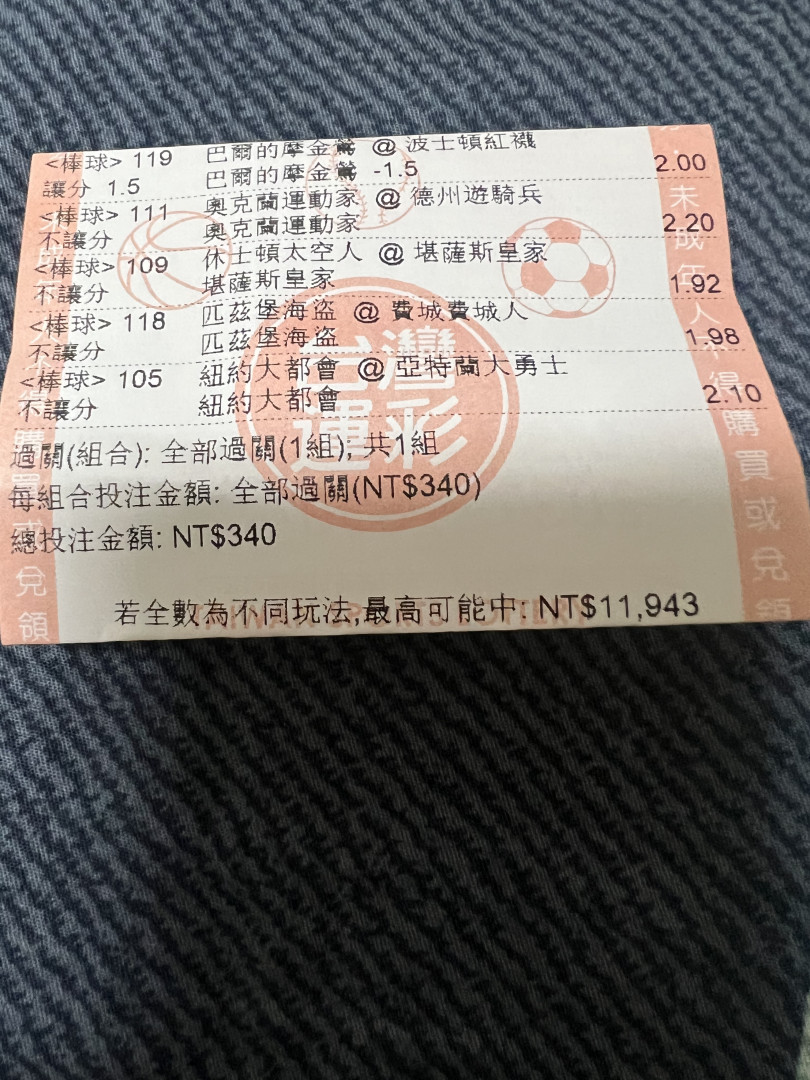 <棒球> 119 巴爾的摩金鶯 @ 波士頓紅襪
讓分 1.5 巴爾的摩金鶯 -1.5 2.00
<棒球> 111 奧克蘭運動家 @ 德州遊騎兵
不讓分 奧克蘭運動家 2.20
<棒球> 109 休士頓太空人 @ 堪薩斯皇家
不讓分 堪薩斯皇家 1.92
<棒球> 118 匹茲堡海盜 @ 費城費城人
不讓分 匹茲堡海盜 1.98
<棒球> 105 紐約大都會 @ 亞特蘭大勇士
不讓分 紐約大都會 2.10
過關(組合): 全部過關(1組), 共1組
每組合投注金額: 全部過關(NT$340)
總投注金額: NT$340
若全數為不同玩法,最高可能中: NT$11,943
台灣
運彩
未成年人不得購買或兌領